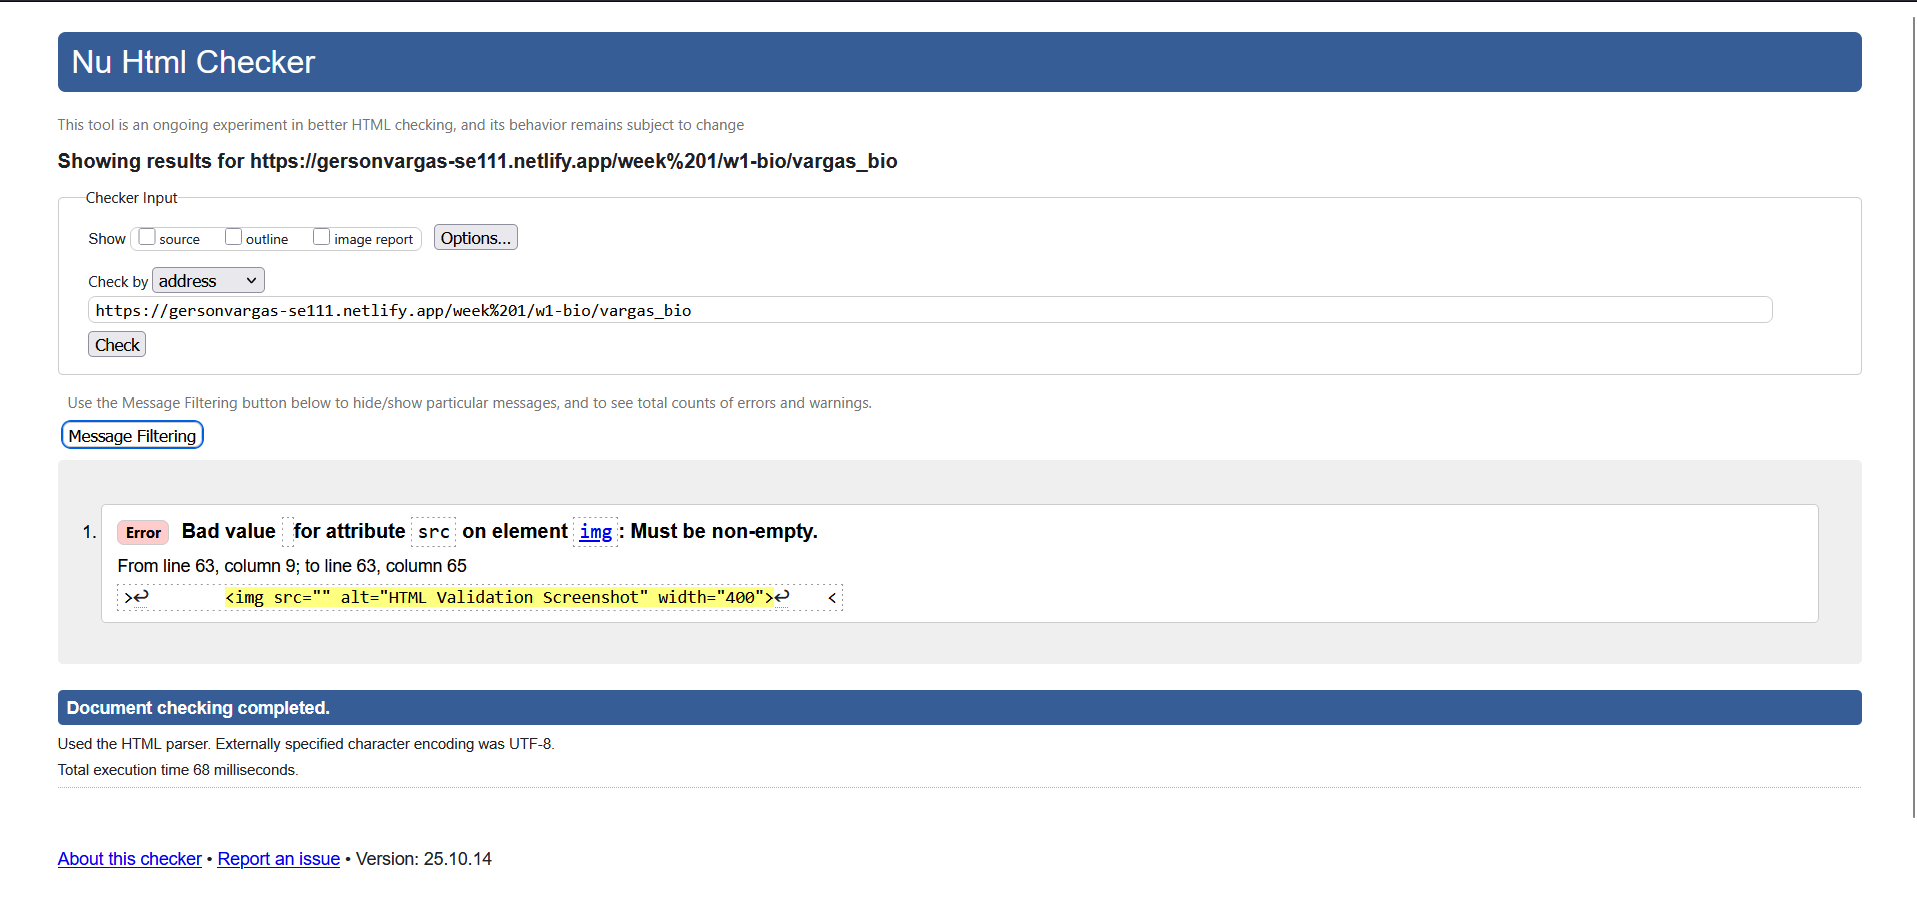 Nu Html Checker
This tool is an ongoing experiment in better HTML checking, and its behavior remains subject to change
Showing results for https://gersonvargas-se111.netlify.app/week%201/w1-bio/vargas_bio
Checker Input
Show source outline image report Options...
Check by address
https://gersonvargas-se111.netlify.app/week%201/w1-bio/vargas_bio
Check
Use the Message Filtering button below to hide/show particular messages, and to see total counts of errors and warnings.
Message Filtering
1. Error Bad value for attribute src on element img: Must be non-empty.
From line 63, column 9; to line 63, column 65
>↩ <img src="" alt="HTML Validation Screenshot" width="400">↩ <
Document checking completed.
Used the HTML parser. Externally specified character encoding was UTF-8.
Total execution time 68 milliseconds.
About this checker • Report an issue • Version: 25.10.14